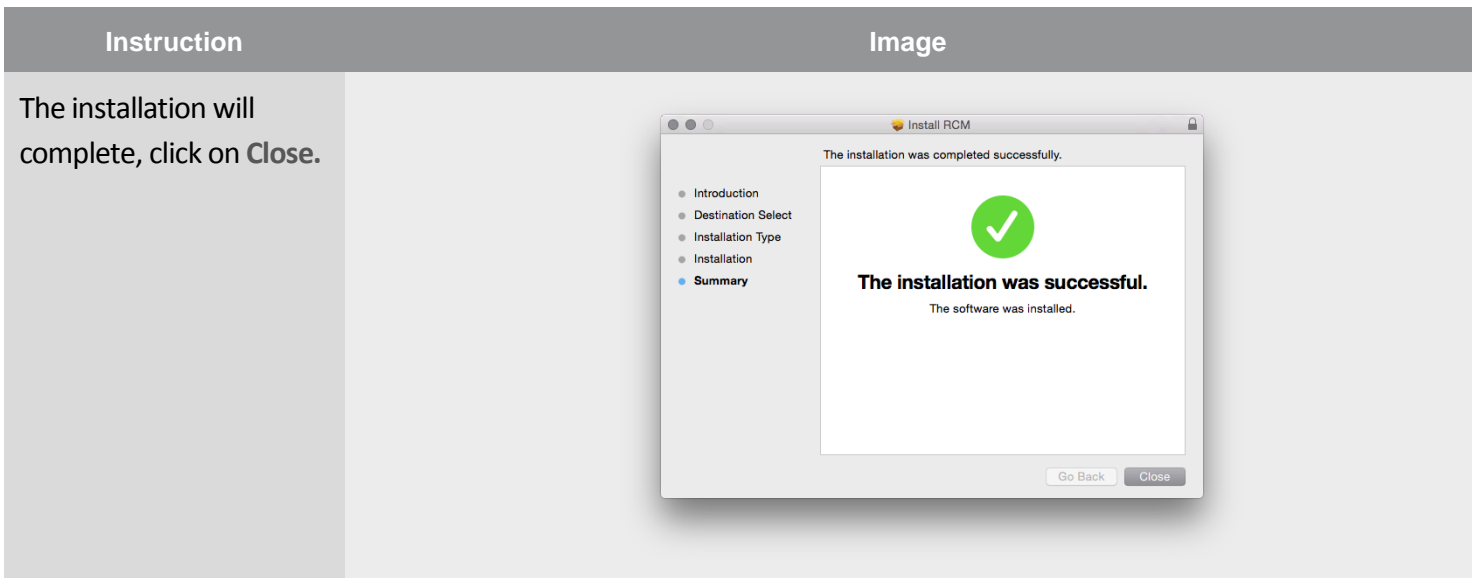 Instruction
Image
The installation will
complete, click on Close.
Install RCM
The installation was completed successfully.
Introduction
Destination Select
Installation Type
Installation
Summary
The installation was successful.
The software was installed.
Go Back
Close